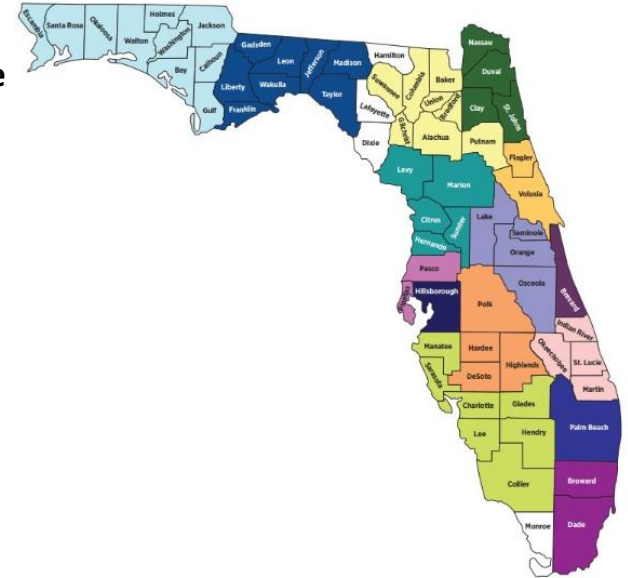 e
Escambia
Santa Rose
Okaloosa
Walton
Holmes
Washington
Jackson
Bay
Calhoun
Gulf
Gadsden
Liberty
Franklin
Leon
Wakulla
Jefferson
Madison
Taylor
Hamilton
Suwannee
Lafayette
Dixie
Columbia
Baker
Union
Bradford
Gilchrist
Alachua
Putnam
Nassau
Duval
Clay
St. Johns
Flagler
Volusia
Levy
Marion
Citrus
Sumter
Hernando
Lake
Seminole
Orange
Osceola
Brevard
Pasco
Pinellas
Hillsborough
Polk
Hardee
DeSoto
Highlands
Indian River
Okeechobee
St. Lucie
Martin
Manatee
Sarasota
Charlotte
Glades
Lee
Hendry
Collier
Palm Beach
Broward
Monroe
Dade